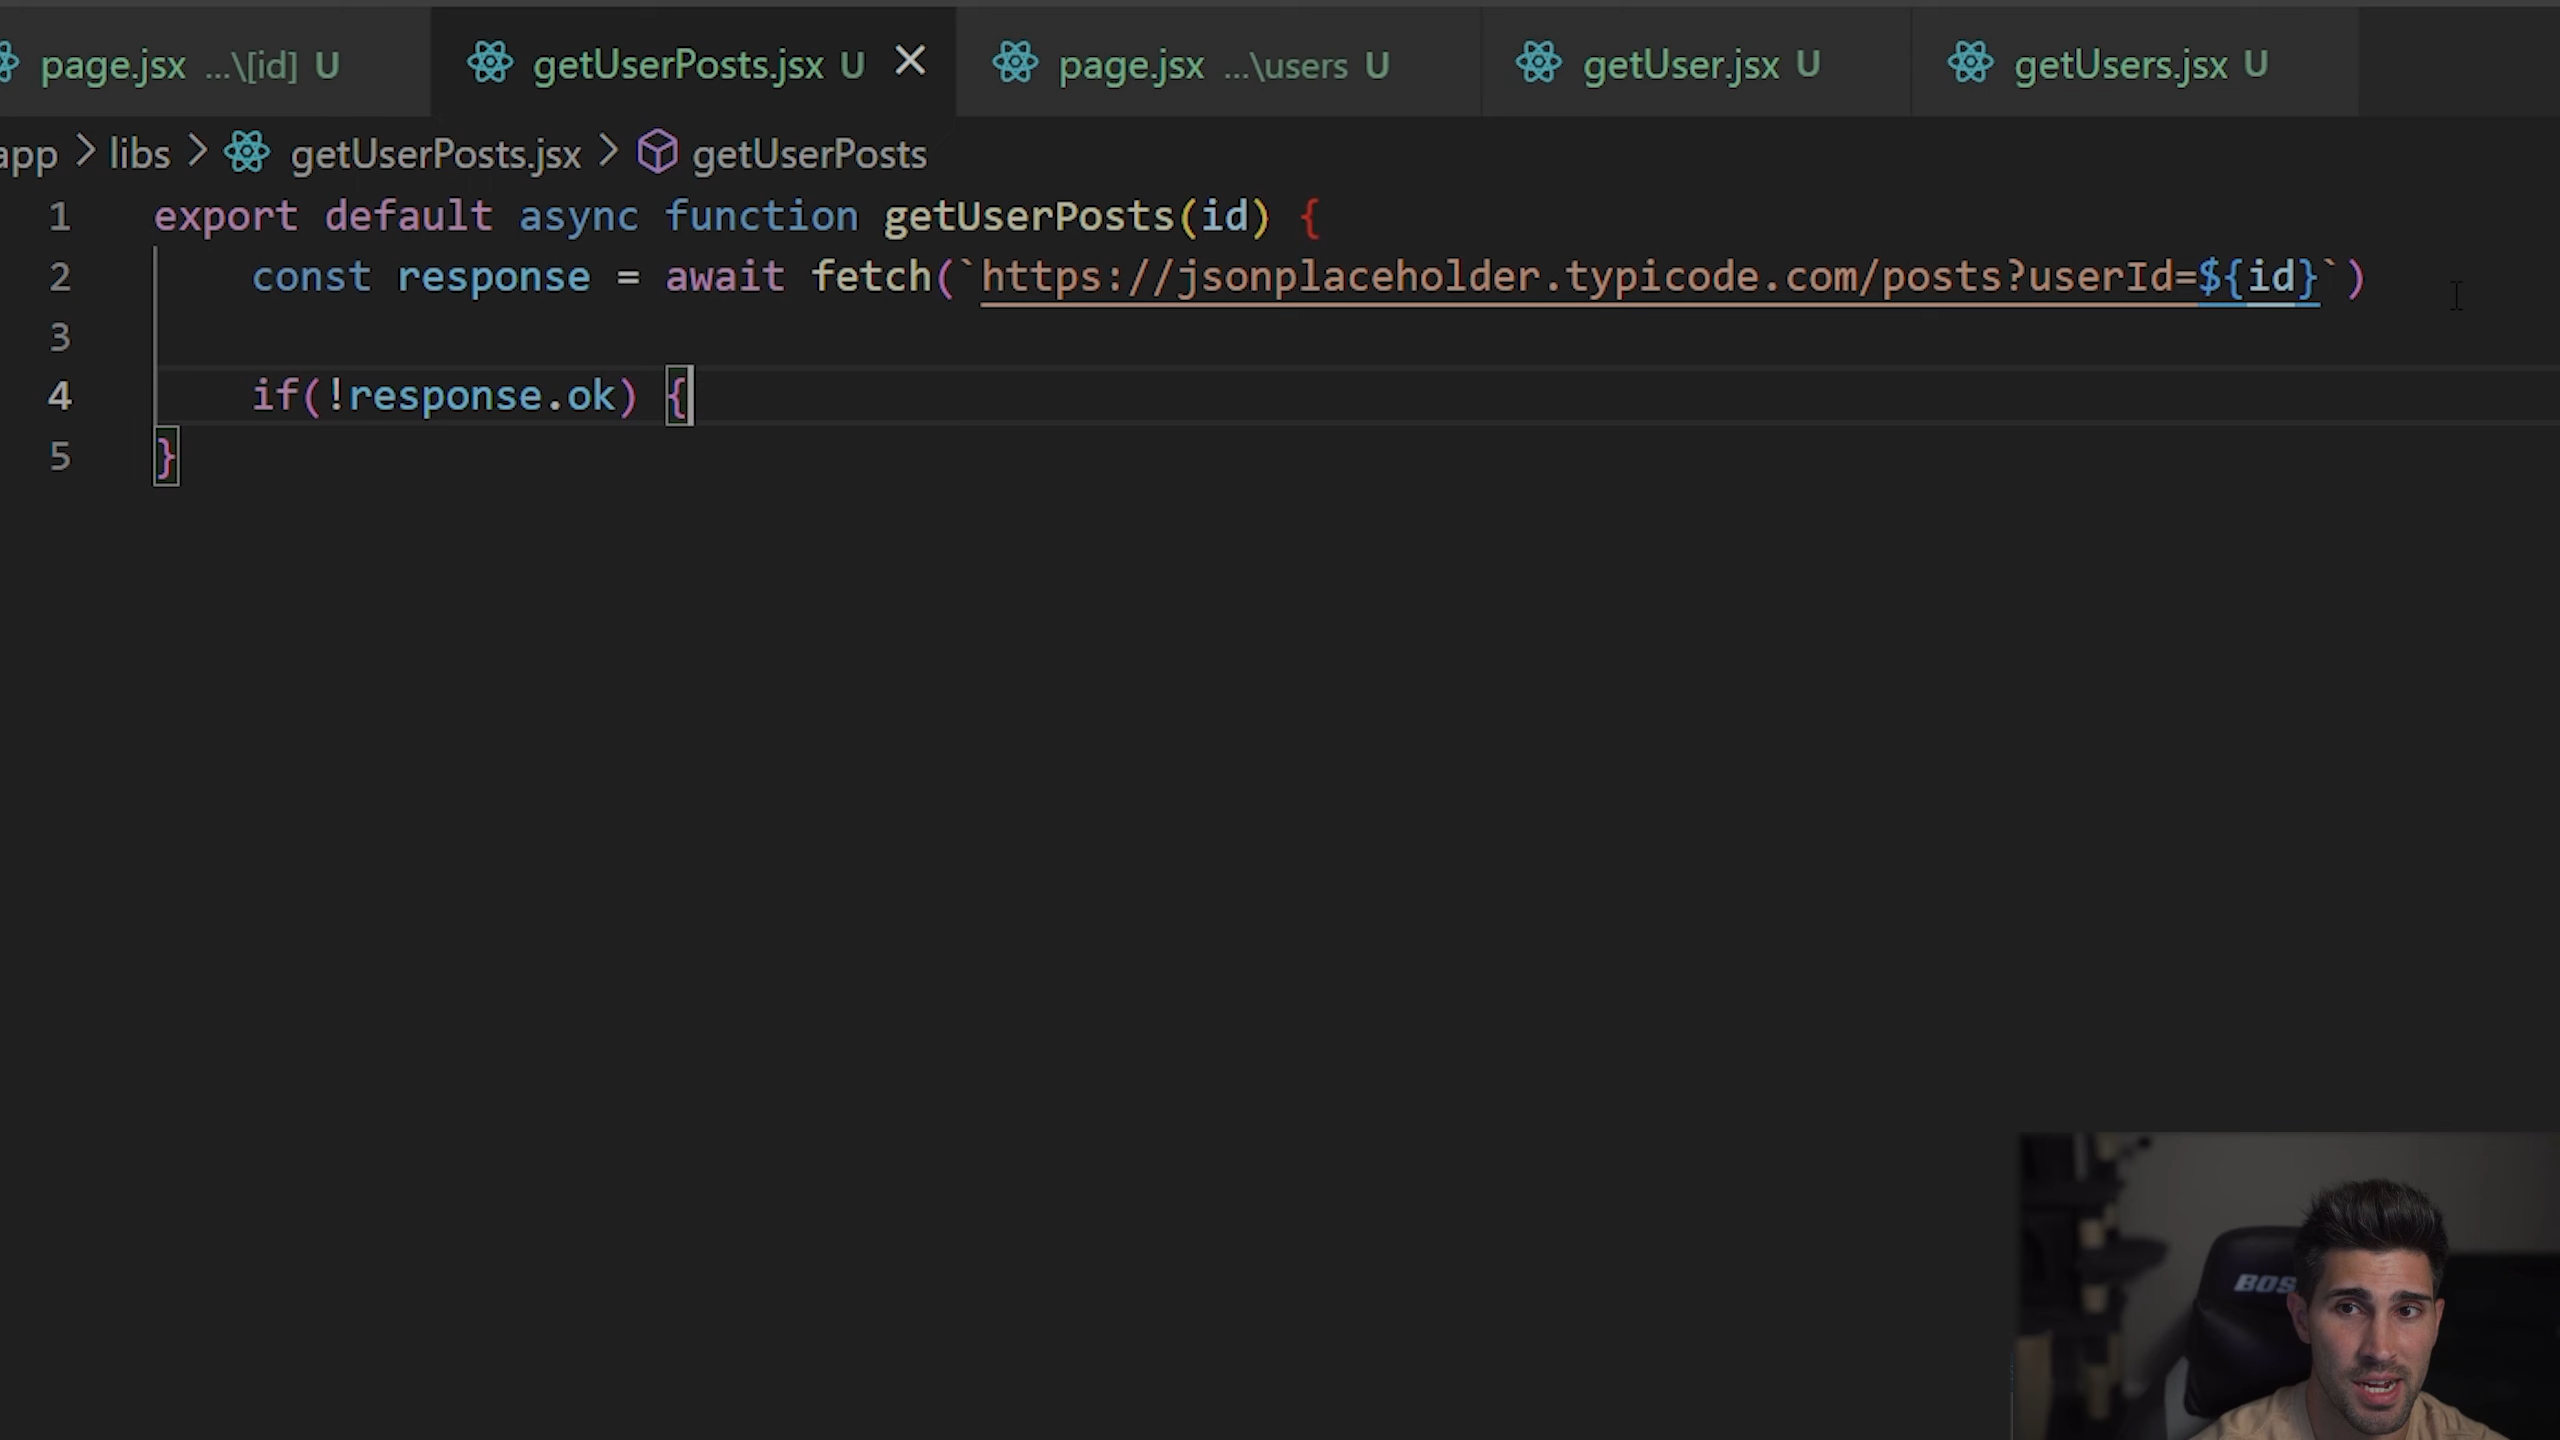 page.jsx ...\[id] U
getUserPosts.jsx U
page.jsx ...\users U
getUser.jsx U
getUsers.jsx U
app > libs > getUserPosts.jsx > getUserPosts
1 export default async function getUserPosts(id) {
2 const response = await fetch(`https://jsonplaceholder.typicode.com/posts?userId=${id}`)
3
4 if(!response.ok) {
5 }
BOS